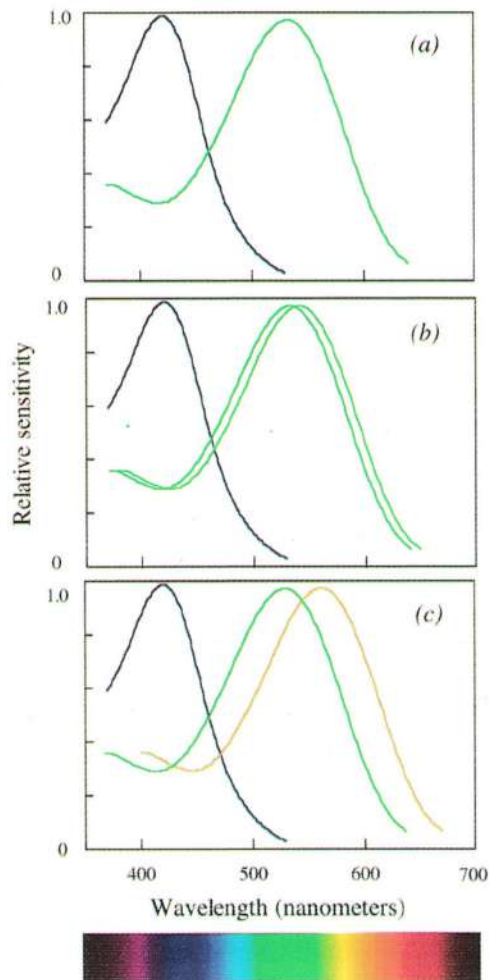 1.0
(a)
0
1.0
(b)
0
1.0
(c)
0
400 500 600 700
Relative sensitivity
Wavelength (nanometers)